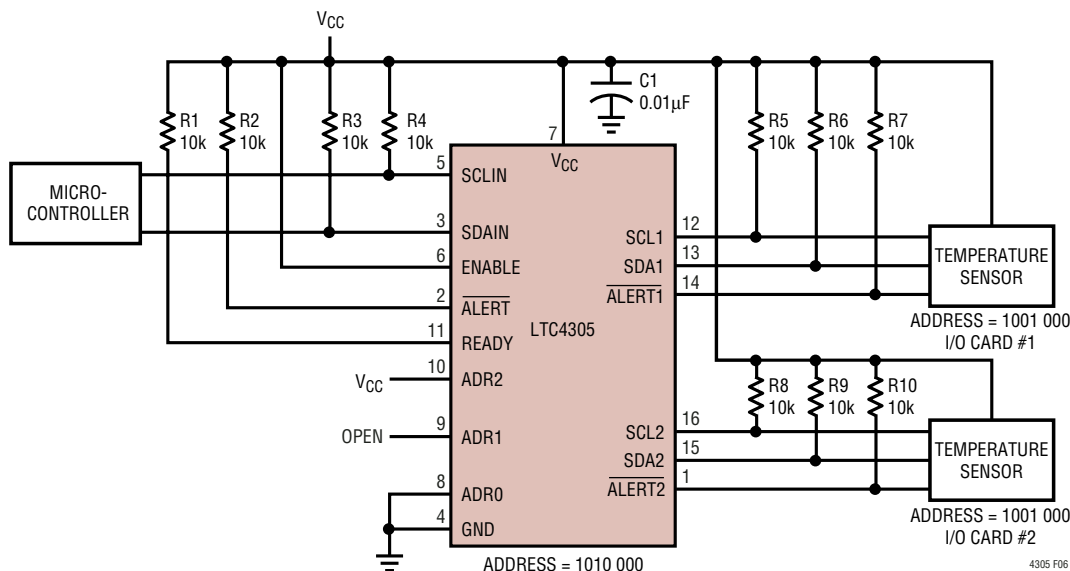 VCC
R1
10k
R2
10k
R3
10k
R4
10k
C1
0.01µF
R5
10k
R6
10k
R7
10k
MICRO-
CONTROLLER
7
VCC
5
SCLIN
3
SDAIN
6
ENABLE
2
ALERT
11
READY
10
VCC
ADR2
9
OPEN
ADR1
8
ADR0
4
GND
LTC4305
ADDRESS = 1010 000
12
SCL1
13
SDA1
14
ALERT1
TEMPERATURE
SENSOR
ADDRESS = 1001 000
I/O CARD #1
R8
10k
R9
10k
R10
10k
16
SCL2
15
SDA2
1
ALERT2
TEMPERATURE
SENSOR
ADDRESS = 1001 000
I/O CARD #2
4305 F06